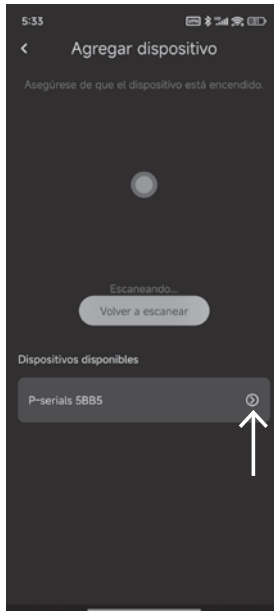 5:33
Agregar dispositivo
Asegúrese de que el dispositivo está encendido.
Escaneando...
Volver a escanear
Dispositivos disponibles
P-serials 5BB5